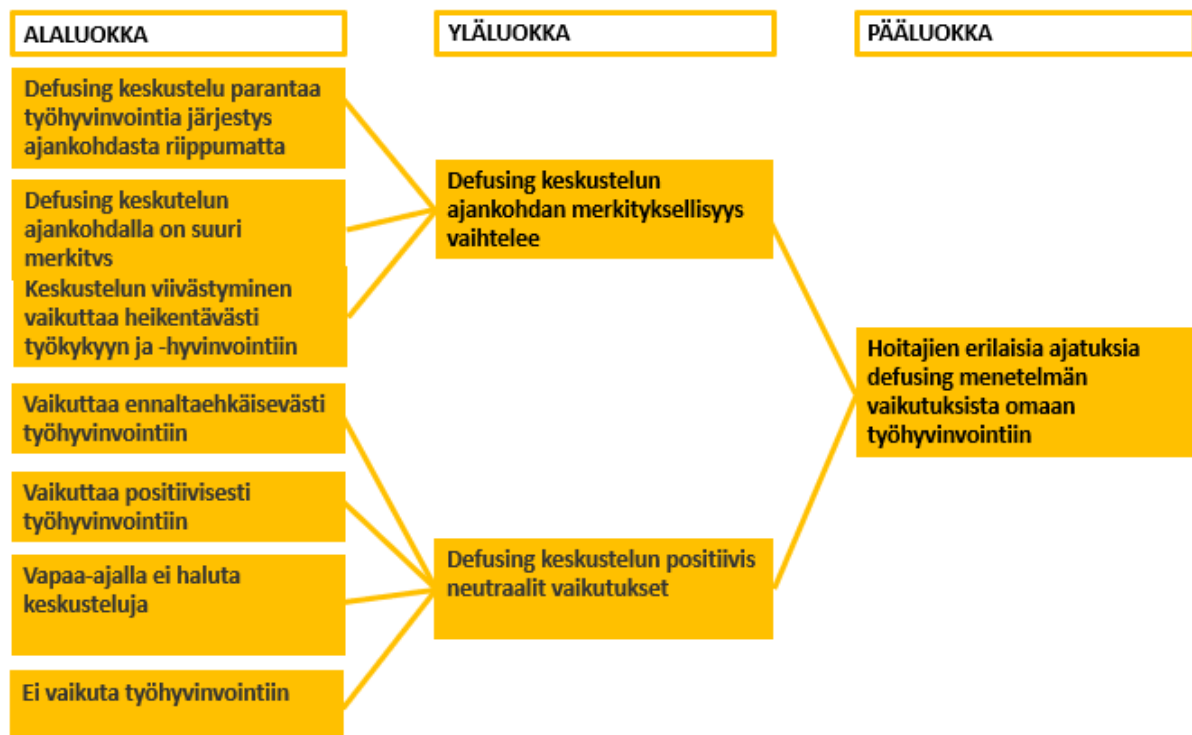 ALALUOKKA
YLÄLUOKKA
PÄÄLUOKKA
Defusing keskustelu parantaa
työhyvinvointia järjestys
ajankohdasta riippumatta
Defusing keskutelun
ajankohdalla on suuri
merkitys
Keskustelun viivästyminen
vaikuttaa heikentävästi
työkykyyn ja -hyvinvointiin
Vaikuttaa ennaltaehkäisevästi
työhyvinvointiin
Vaikuttaa positiivisesti
työhyvinvointiin
Vapaa-ajalla ei haluta
keskusteluja
Ei vaikuta työhyvinvointiin
Defusing keskustelun
ajankohdan merkityksellisyys
vaihtelee
Defusing keskustelun positiivis
neutraalit vaikutukset
Hoitajien erilaisia ajatuksia
defusing menetelmän
vaikutuksista omaan
työhyvinvointiin